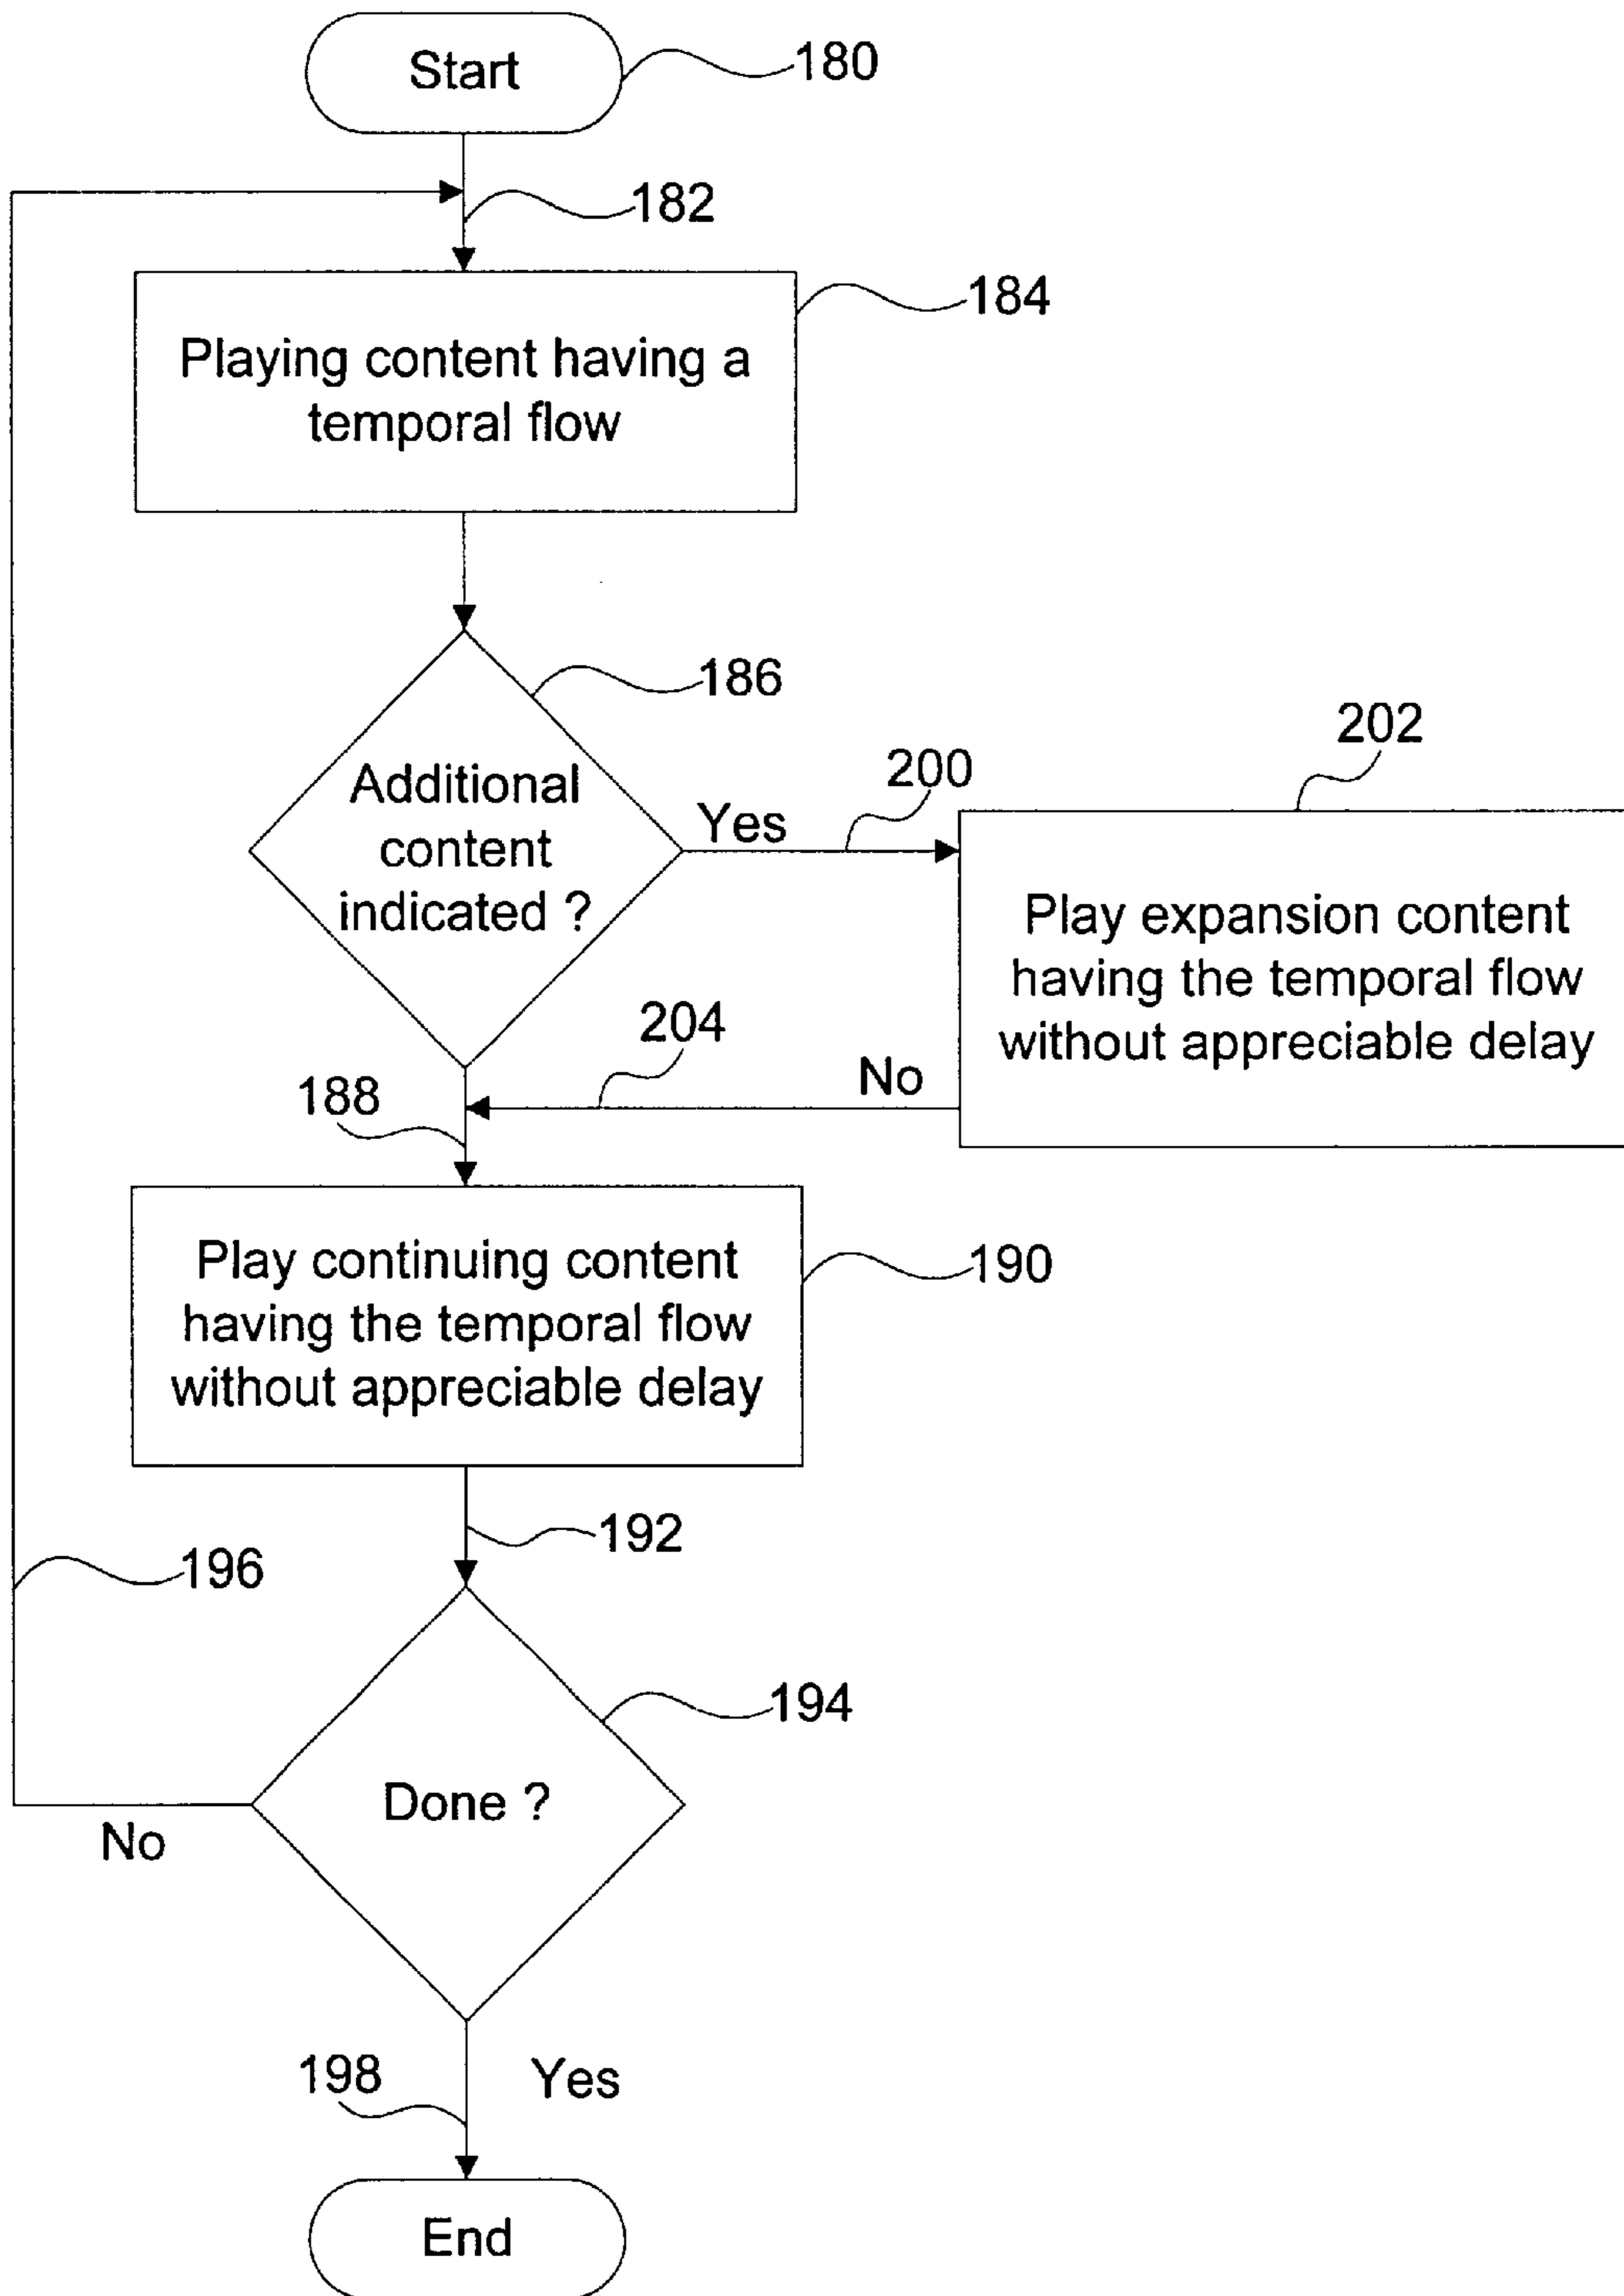 Start
180
182
Playing content having a
temporal flow
184
186
Additional
content
indicated ?
Yes
200
202
Play expansion content
having the temporal flow
without appreciable delay
204
No
188
Play continuing content
having the temporal flow
without appreciable delay
190
192
196
194
Done ?
No
198
Yes
End